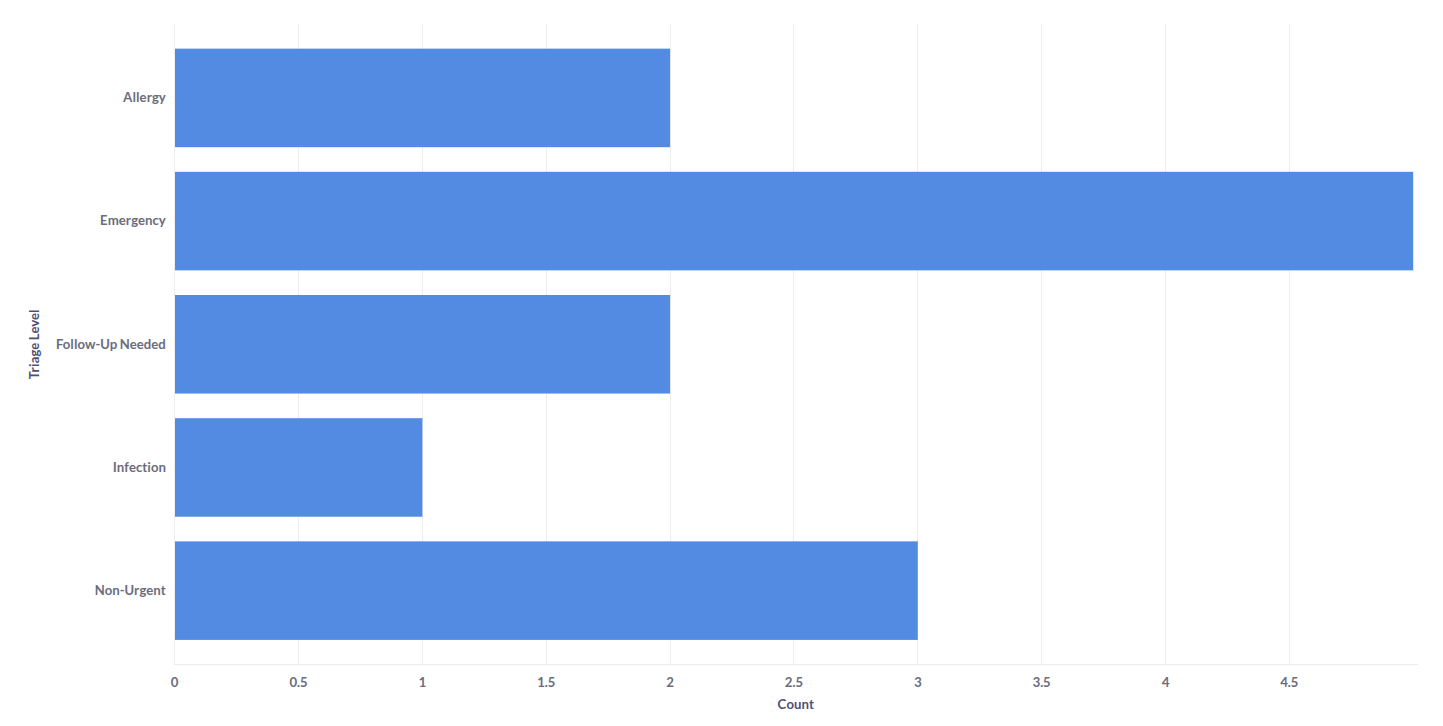 Allergy
Emergency
Follow-Up Needed
Infection
Non-Urgent
Triage Level
0 0.5 1 1.5 2 2.5 3 3.5 4 4.5
Count